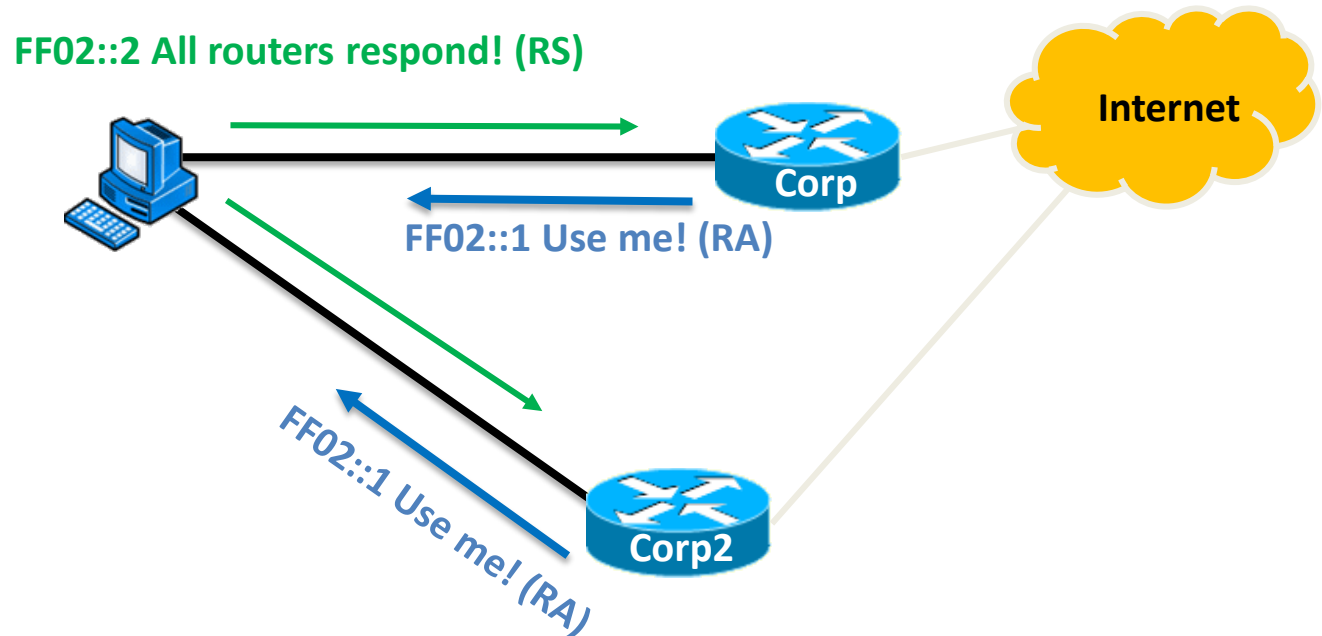 FF02::2 All routers respond! (RS)
Internet
Corp
FF02::1 Use me! (RA)
FF02::1 Use me! (RA)
Corp2